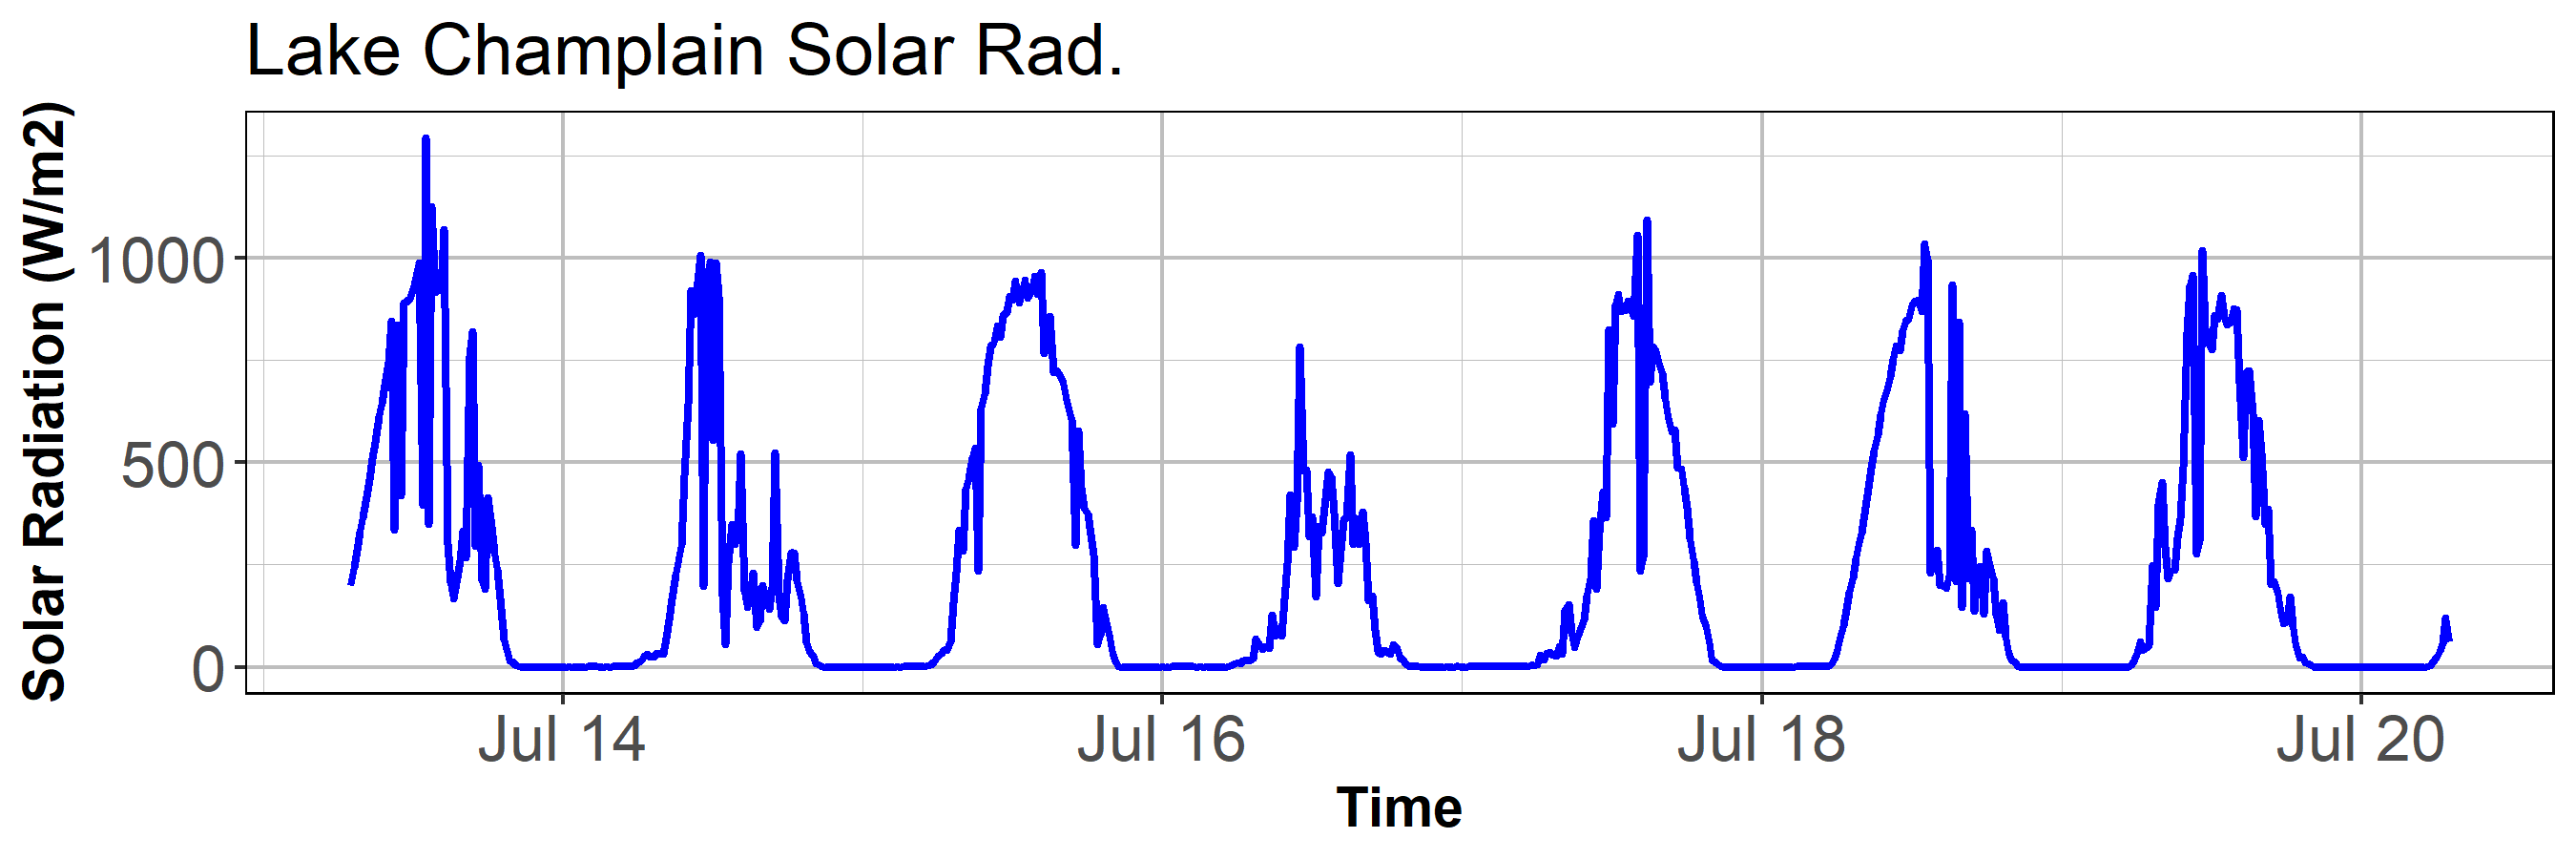 Lake Champlain Solar Rad.
Solar Radiation (W/m2)
1000
500
0
Jul 14
Jul 16
Jul 18
Jul 20
Time